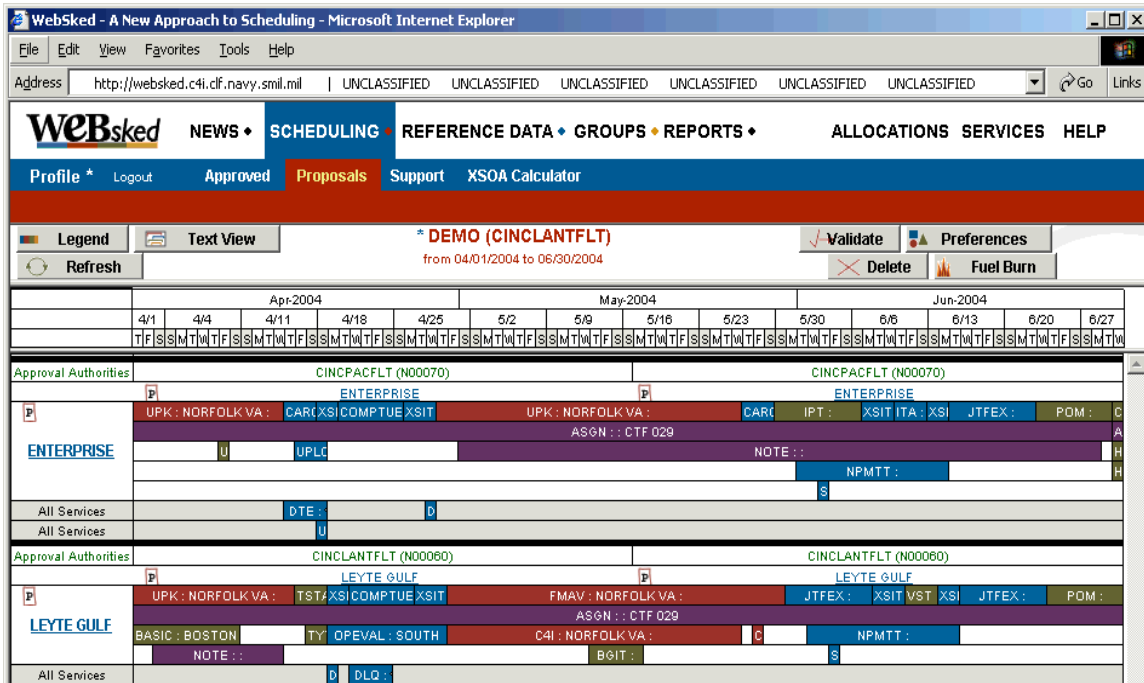 WebSked - A New Approach to Scheduling - Microsoft Internet Explorer
File Edit View Favorites Tools Help
Address http://websked.c4i.clf.navy.smil.mil | UNCLASSIFIED UNCLASSIFIED UNCLASSIFIED UNCLASSIFIED UNCLASSIFIED UNCLASSIFIED Go Links
WEBsked NEWS SCHEDULING REFERENCE DATA GROUPS REPORTS ALLOCATIONS SERVICES HELP
Profile * Logout Approved Proposals Support XSOA Calculator
Legend Text View * DEMO (CINCLANTFLT) Validate Preferences
Refresh from 04/01/2004 to 06/30/2004 Delete Fuel Burn
Apr-2004 May-2004 Jun-2004
4/1 4/4 4/11 4/18 4/25 5/2 5/9 5/16 5/23 5/30 6/6 6/13 6/20 6/27
T F S S M T W T F S S M T W T F S S M T W T F S S M T W T F S S M T W T F S S M T W T F S S M T W T F S S M T W T F S S M T W T F S S M T W T F S S M T W T F S S M T W T F S S M T W T F S S M T W
Approval Authorities CINCPACFLT (N00070) CINCPACFLT (N00070)
P ENTERPRISE P ENTERPRISE
P UPK : NORFOLK VA : CARC XSI COMPTUE XSIT UPK : NORFOLK VA : CARC IPT : XSIT ITA : XSI JTFEX : POM : C
ASGN : : CTF 029 A
ENTERPRISE U UPLC NOTE : : H
NPMTT : H
S
All Services DTE : D
All Services U
Approval Authorities CINCLANTFLT (N00060) CINCLANTFLT (N00060)
P LEYTE GULF P LEYTE GULF
P UPK : NORFOLK VA : TSTA XSI COMPTUE XSIT FMAV : NORFOLK VA : JTFEX : XSIT VST XSI JTFEX : POM :
ASGN : : CTF 029
LEYTE GULF BASIC : BOSTON TY OPEVAL : SOUTH C4I : NORFOLK VA : C NPMTT :
NOTE : : BGIT : S
All Services D DLQ :